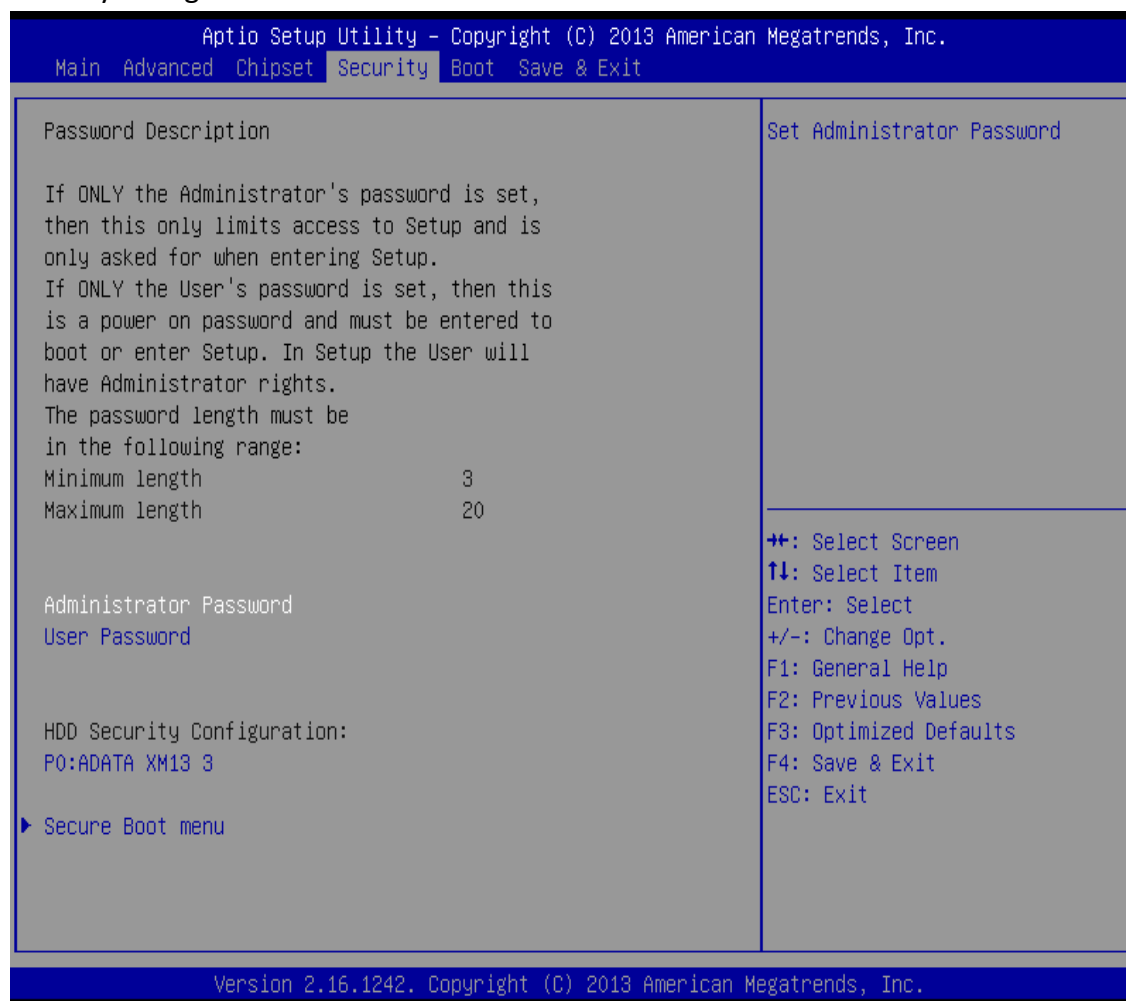 Aptio Setup Utility – Copyright (C) 2013 American Megatrends, Inc.
Main Advanced Chipset Security Boot Save & Exit
Password Description
If ONLY the Administrator's password is set,
then this only limits access to Setup and is
only asked for when entering Setup.
If ONLY the User's password is set, then this
is a power on password and must be entered to
boot or enter Setup. In Setup the User will
have Administrator rights.
The password length must be
in the following range:
Minimum length 3
Maximum length 20
Administrator Password
User Password
HDD Security Configuration:
P0:ADATA XM13 3
Secure Boot menu
Set Administrator Password
→←: Select Screen
↑↓: Select Item
Enter: Select
+/-: Change Opt.
F1: General Help
F2: Previous Values
F3: Optimized Defaults
F4: Save & Exit
ESC: Exit
Version 2.16.1242. Copyright (C) 2013 American Megatrends, Inc.